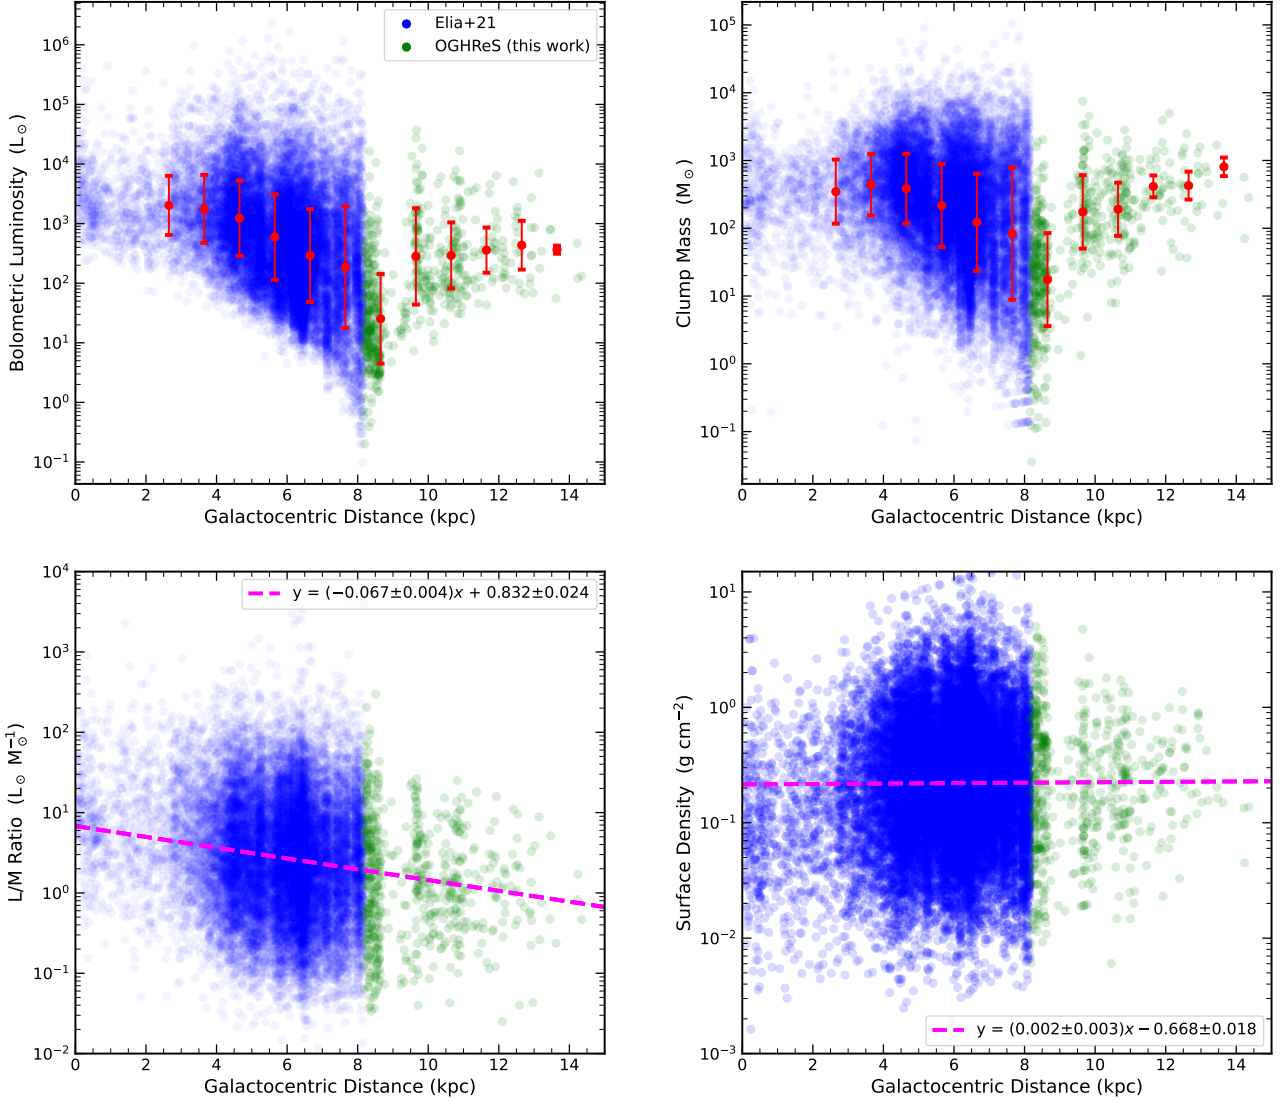 Elia+21
OGHReS (this work)
10⁶
10⁵
10⁴
10³
10²
10¹
10⁰
10⁻¹
Bolometric Luminosity (L⊙)
0 2 4 6 8 10 12 14
Galactocentric Distance (kpc)
10⁵
10⁴
10³
10²
10¹
10⁰
10⁻¹
Clump Mass (M⊙)
0 2 4 6 8 10 12 14
Galactocentric Distance (kpc)
y = (−0.067±0.004)x + 0.832±0.024
10⁴
10³
10²
10¹
10⁰
10⁻¹
10⁻²
L/M Ratio (L⊙ M⊙⁻¹)
0 2 4 6 8 10 12 14
Galactocentric Distance (kpc)
10¹
10⁰
10⁻¹
10⁻²
10⁻³
Surface Density (g cm⁻²)
y = (0.002±0.003)x − 0.668±0.018
0 2 4 6 8 10 12 14
Galactocentric Distance (kpc)